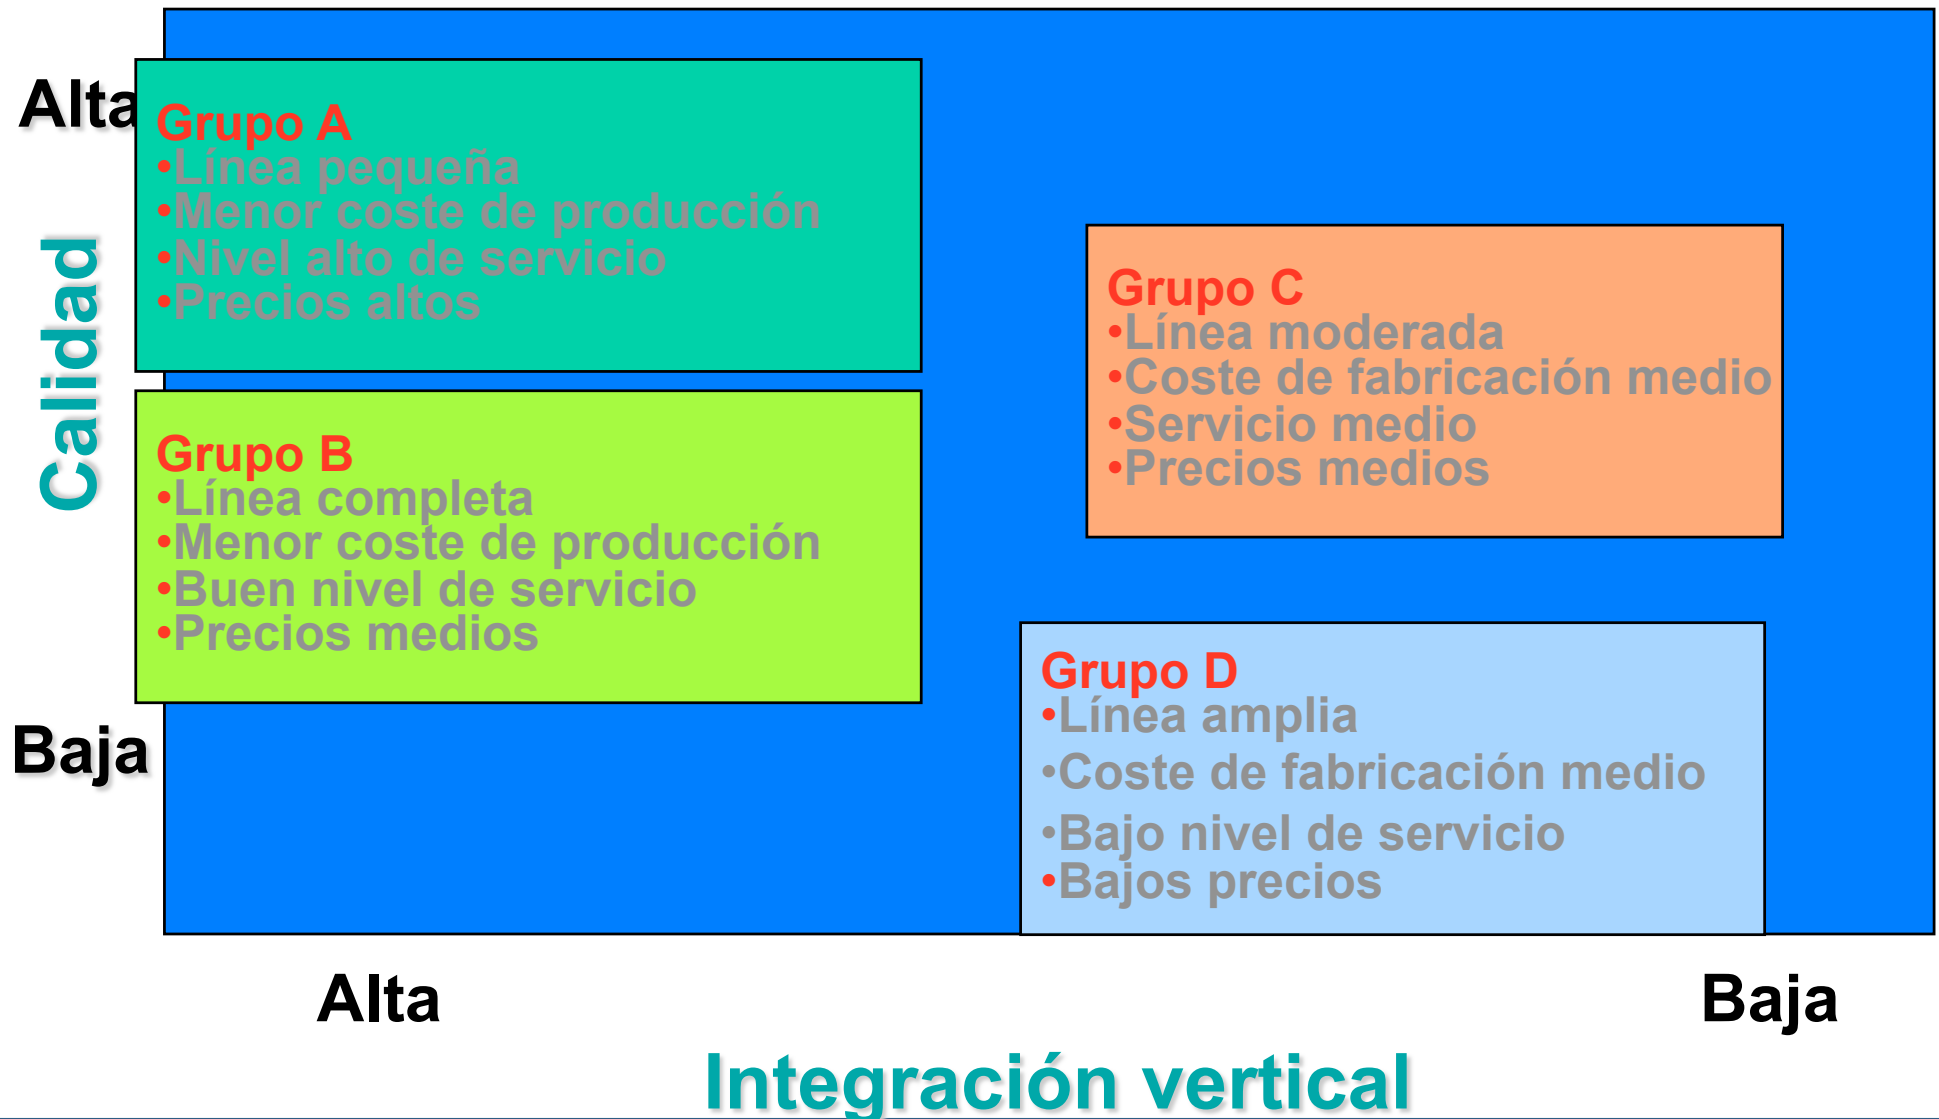 Alta
Calidad
Baja
Grupo A
•Línea pequeña
•Menor coste de producción
•Nivel alto de servicio
•Precios altos
Grupo B
•Línea completa
•Menor coste de producción
•Buen nivel de servicio
•Precios medios
Grupo C
•Línea moderada
•Coste de fabricación medio
•Servicio medio
•Precios medios
Grupo D
•Línea amplia
•Coste de fabricación medio
•Bajo nivel de servicio
•Bajos precios
Alta
Baja
Integración vertical